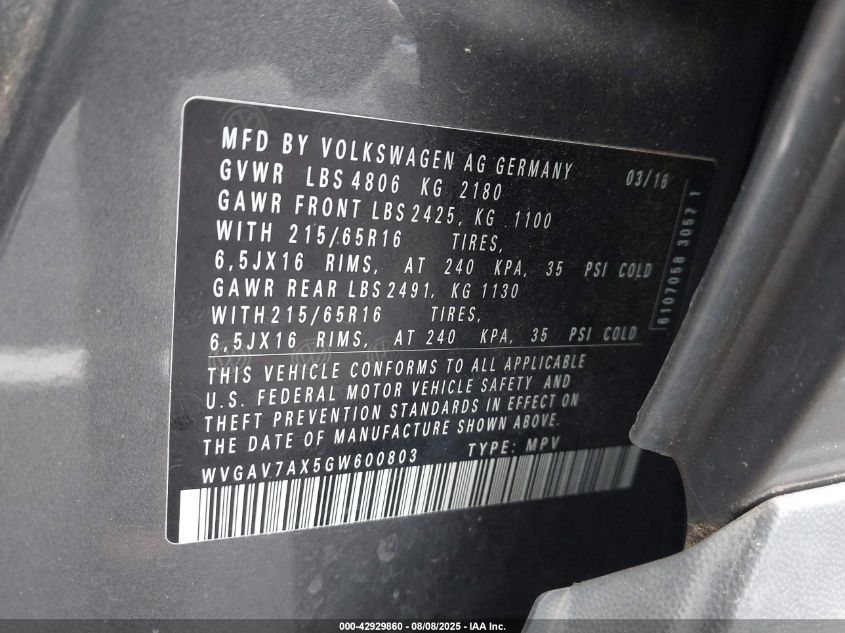 MFD BY VOLKSWAGEN AG GERMANY 03/16
GVWR LBS 4806 KG 2180
GAWR FRONT LBS 2425, KG 1100
WITH 215/65R16 TIRES,
6,5JX16 RIMS, AT 240 KPA, 35 PSI COLD
GAWR REAR LBS 2491, KG 1130
WITH 215/65R16 TIRES,
6,5JX16 RIMS, AT 240 KPA, 35 PSI COLD
THIS VEHICLE CONFORMS TO ALL APPLICABLE
U.S. FEDERAL MOTOR VEHICLE SAFETY AND
THEFT PREVENTION STANDARDS IN EFFECT ON
THE DATE OF MANUFACTURE SHOWN ABOVE.
WVGAV7AX5GW600803 TYPE: MPV
6107058 3057 1
000-42929860 - 08/08/2025 - IAA Inc.